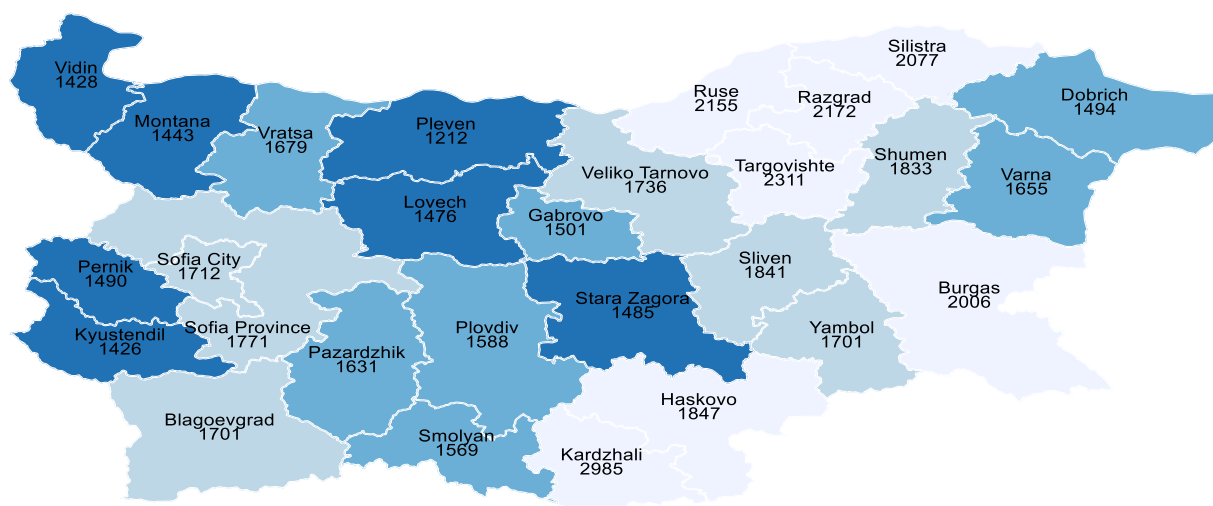 Silistra
2077
Vidin
1428
Ruse
2155
Razgrad
2172
Dobrich
1494
Montana
1443
Vratsa
1679
Pleven
1212
Shumen
1833
Targovishte
2311
Veliko Tarnovo
1736
Varna
1655
Lovech
1476
Gabrovo
1501
Sofia City
1712
Sliven
1841
Pernik
1490
Burgas
2006
Stara Zagora
1485
Kyustendil
1426
Sofia Province
1771
Plovdiv
1588
Yambol
1701
Pazardzhik
1631
Haskovo
1847
Blagoevgrad
1701
Smolyan
1569
Kardzhali
2985